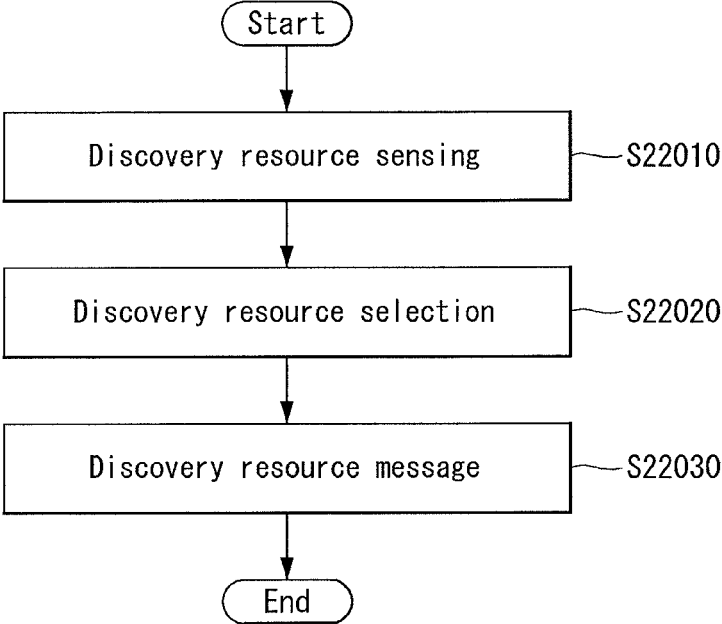 Start
Discovery resource sensing
S22010
Discovery resource selection
S22020
Discovery resource message
S22030
End